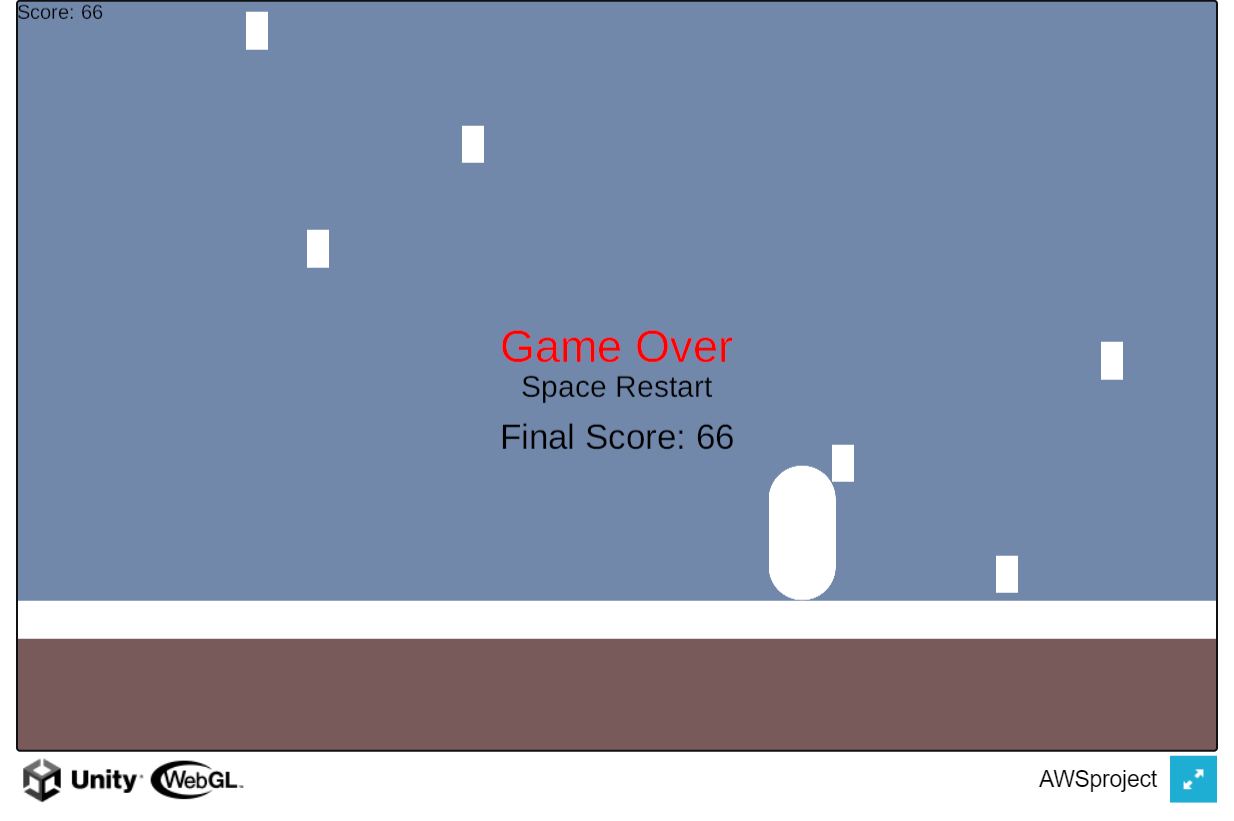 Score: 66
Game Over
Space Restart
Final Score: 66
Unity WebGL
AWSproject